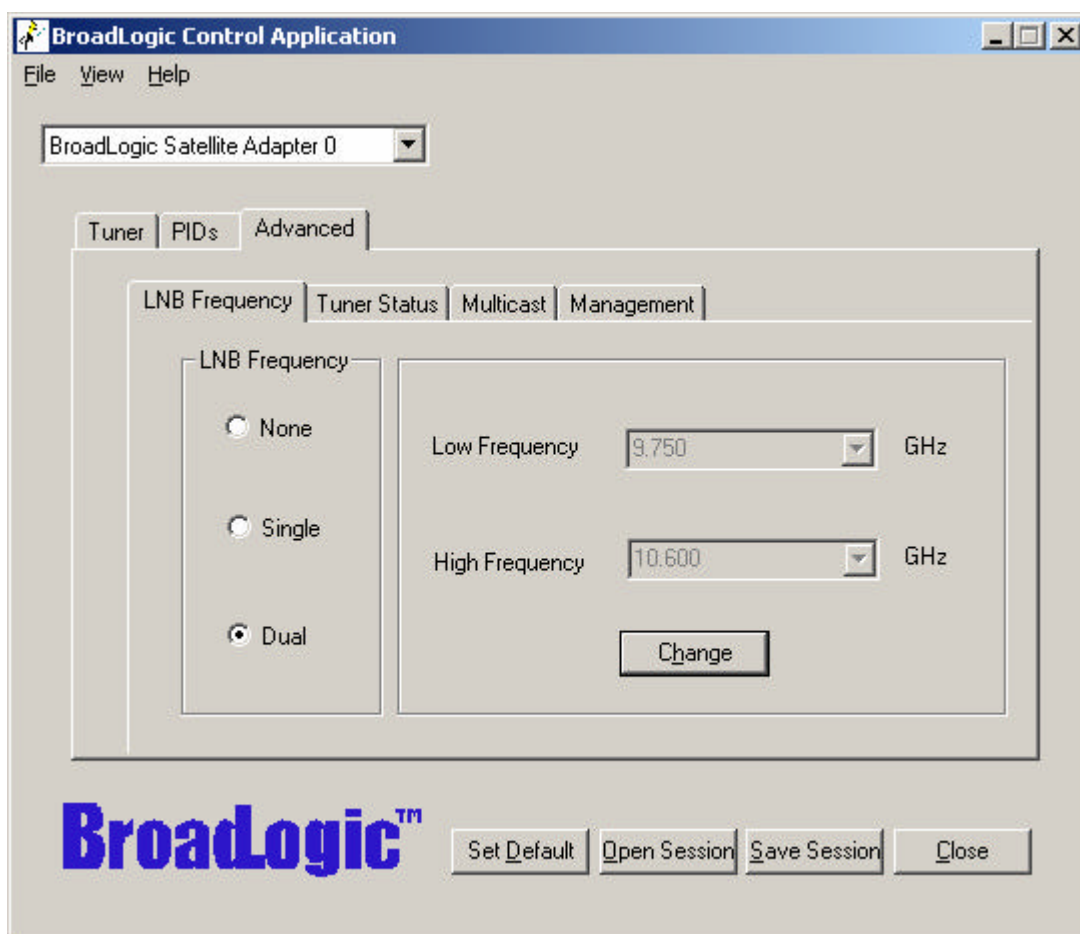 BroadLogic Control Application
File View Help
BroadLogic Satellite Adapter 0
Tuner PIDs Advanced
LNB Frequency Tuner Status Multicast Management
LNB Frequency
None
Single
Dual
Low Frequency 9.750 GHz
High Frequency 10.600 GHz
Change
BroadLogic™
Set Default Open Session Save Session Close